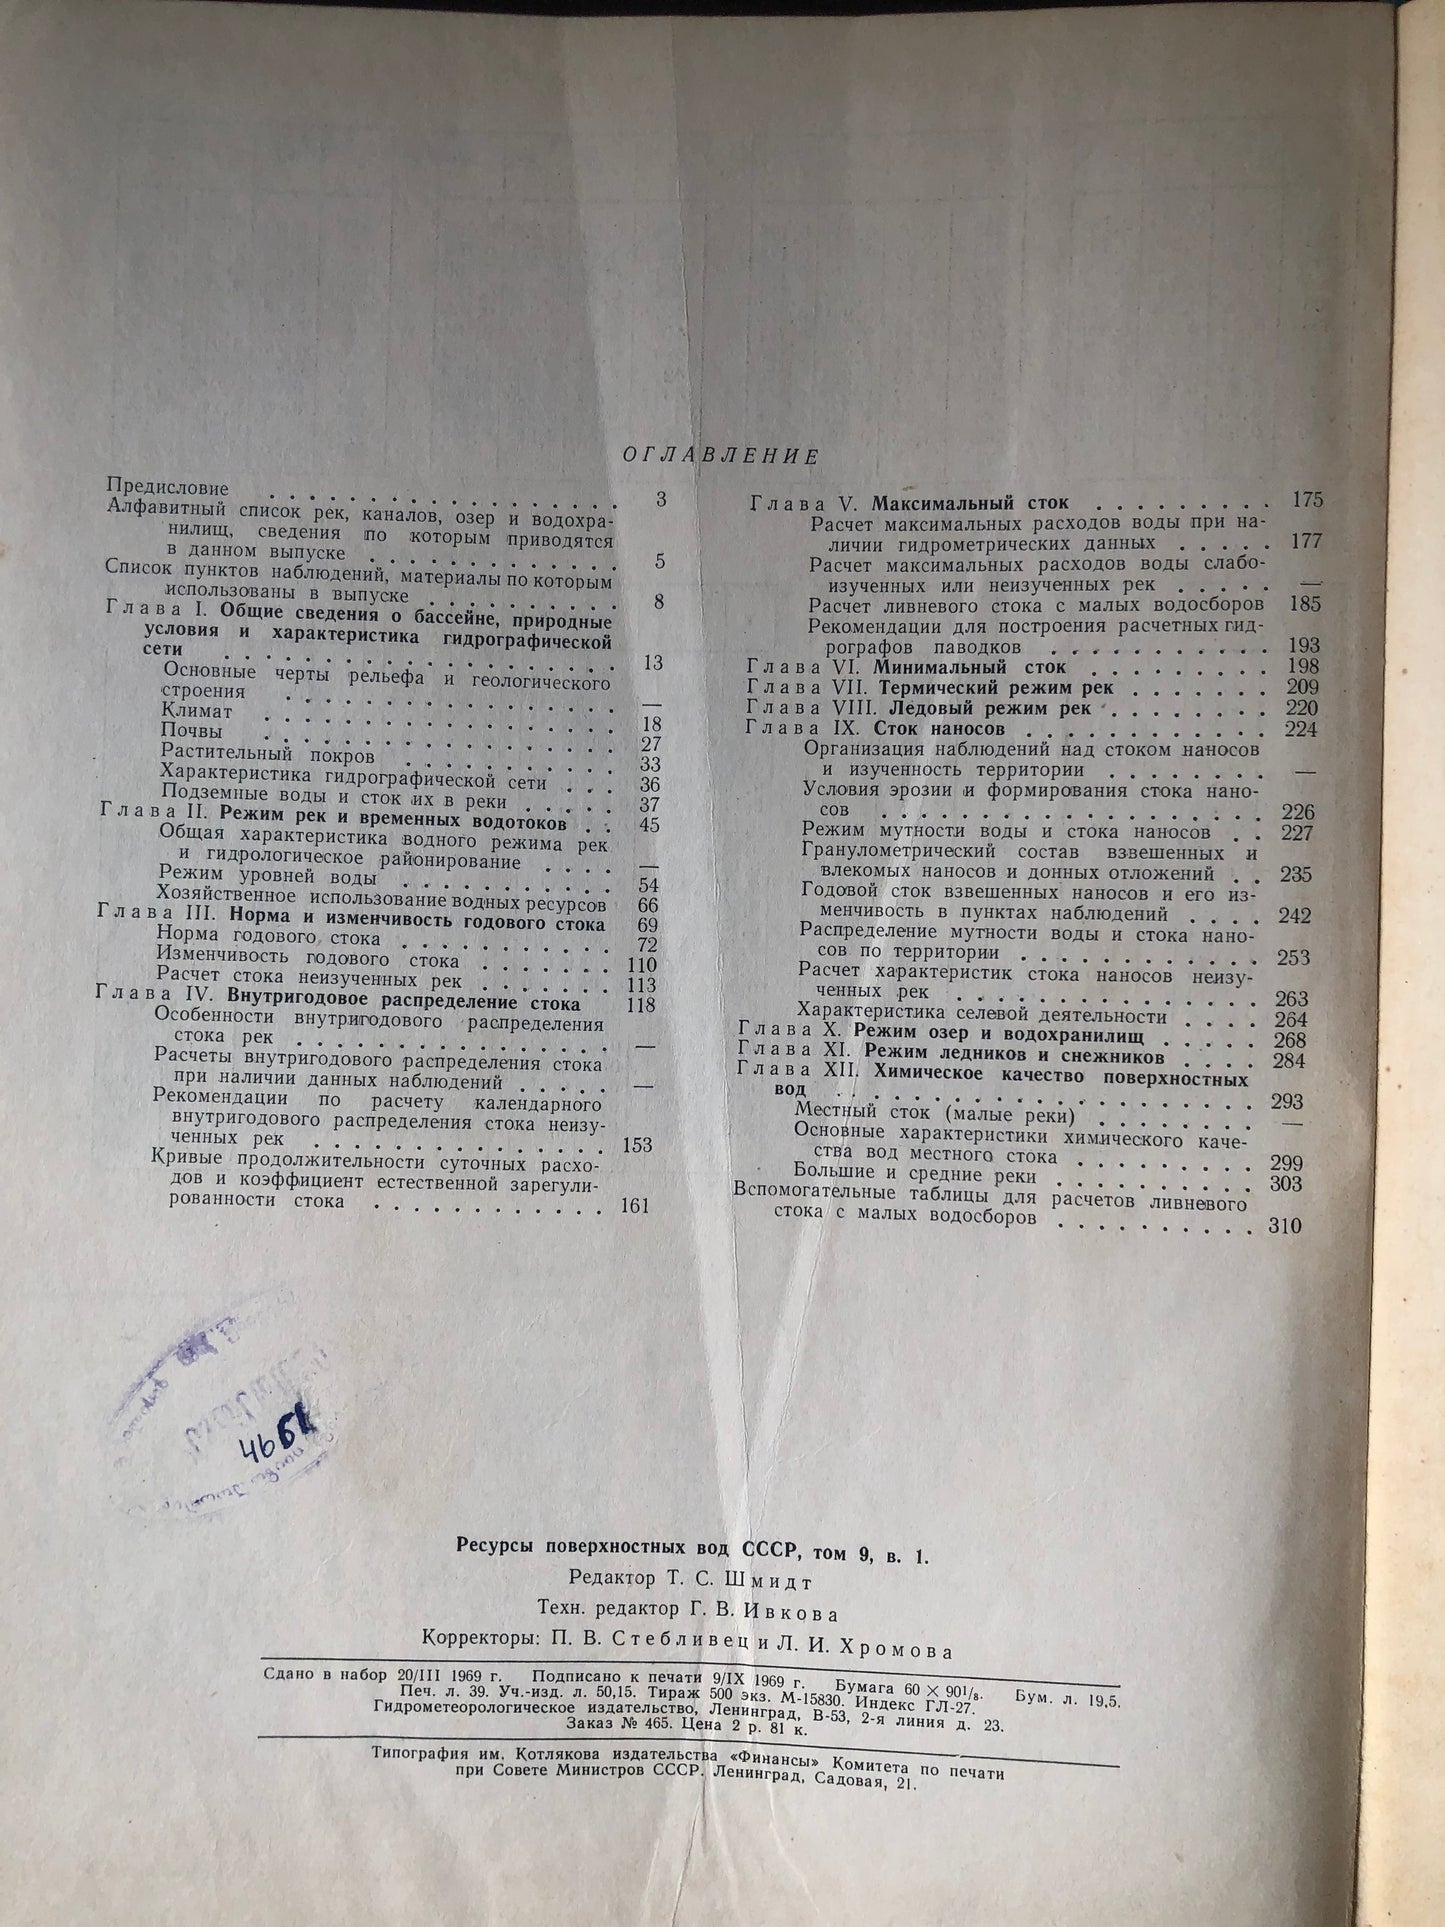 ОГЛАВЛЕНИЕ
Предисловие . . . . . . . . . . . . . . 3
Алфавитный список рек, каналов, озер и водохра-
нилищ, сведения по которым приводятся
в данном выпуске . . . . . . . . . . . . 5
Список пунктов наблюдений, материалы по которым
использованы в выпуске . . . . . . . . . 8
Глава I. Общие сведения о бассейне, природные
условия и характеристика гидрографической
сети . . . . . . . . . . . . . . . . 13
Основные черты рельефа и геологического
строения . . . . . . . . . . . . . —
Климат . . . . . . . . . . . . . . 18
Почвы . . . . . . . . . . . . . . 27
Растительный покров . . . . . . . . . 33
Характеристика гидрографической сети . . . 36
Подземные воды и сток их в реки . . . . . 37
Глава II. Режим рек и временных водотоков . . 45
Общая характеристика водного режима рек
и гидрологическое районирование . . . . —
Режим уровней воды . . . . . . . . . . 54
Хозяйственное использование водных ресурсов 66
Глава III. Норма и изменчивость годового стока 69
Норма годового стока . . . . . . . . . . 72
Изменчивость годового стока . . . . . . . 110
Расчет стока неизученных рек . . . . . . . 113
Глава IV. Внутригодовое распределение стока 118
Особенности внутригодового распределения
стока рек . . . . . . . . . . . . . —
Расчеты внутригодового распределения стока
при наличии данных наблюдений . . . . . —
Рекомендации по расчету календарного
внутригодового распределения стока неизу-
ченных рек . . . . . . . . . . . . 153
Кривые продолжительности суточных расхо-
дов и коэффициент естественной зарегули-
рованности стока . . . . . . . . . . . 161
Глава V. Максимальный сток . . . . . . . . . 175
Расчет максимальных расходов воды при на-
личии гидрометрических данных . . . . . 177
Расчет максимальных расходов воды слабо-
изученных или неизученных рек . . . . . —
Расчет ливневого стока с малых водосборов 185
Рекомендации для построения расчетных гид-
рографов паводков . . . . . . . . . . . 193
Глава VI. Минимальный сток . . . . . . . . . 198
Глава VII. Термический режим рек . . . . . . . 209
Глава VIII. Ледовый режим рек . . . . . . . . 220
Глава IX. Сток наносов . . . . . . . . . . . . 224
Организация наблюдений над стоком наносов
и изученность территории . . . . . . . . —
Условия эрозии и формирования стока нано-
сов . . . . . . . . . . . . . . . . . 226
Режим мутности воды и стока наносов . . 227
Гранулометрический состав взвешенных и
влекомых наносов и донных отложений . . 235
Годовой сток взвешенных наносов и его из-
менчивость в пунктах наблюдений . . . . 242
Распределение мутности воды и стока нано-
сов по территории . . . . . . . . . . . . 253
Расчет характеристик стока наносов неизу-
ченных рек . . . . . . . . . . . . . . 263
Характеристика селевой деятельности . . . . 264
Глава X. Режим озер и водохранилищ . . . . . 268
Глава XI. Режим ледников и снежников . . . . 284
Глава XII. Химическое качество поверхностных
вод . . . . . . . . . . . . . . . . . . 293
Местный сток (малые реки) . . . . . . . . —
Основные характеристики химического каче-
ства вод местного стока . . . . . . . . . 299
Большие и средние реки . . . . . . . . . . 303
Вспомогательные таблицы для расчетов ливневого
стока с малых водосборов . . . . . . . . . . 310
Ресурсы поверхностных вод СССР, том 9, в. 1.
Редактор Т. С. Шмидт
Техн. редактор Г. В. Ивкова
Корректоры: П. В. Стебливец и Л. И. Хромова
Сдано в набор 20/III 1969 г. Подписано к печати 9/IX 1969 г. Бумага 60 × 90 1/8. Бум. л. 19,5.
Печ. л. 39. Уч.-изд. л. 50,15. Тираж 500 экз. М-15830. Индекс ГЛ-27.
Гидрометеорологическое издательство, Ленинград, В-53, 2-я линия д. 23.
Заказ № 465. Цена 2 р. 81 к.
Типография им. Котлякова издательства «Финансы» Комитета по печати
при Совете Министров СССР. Ленинград, Садовая, 21.